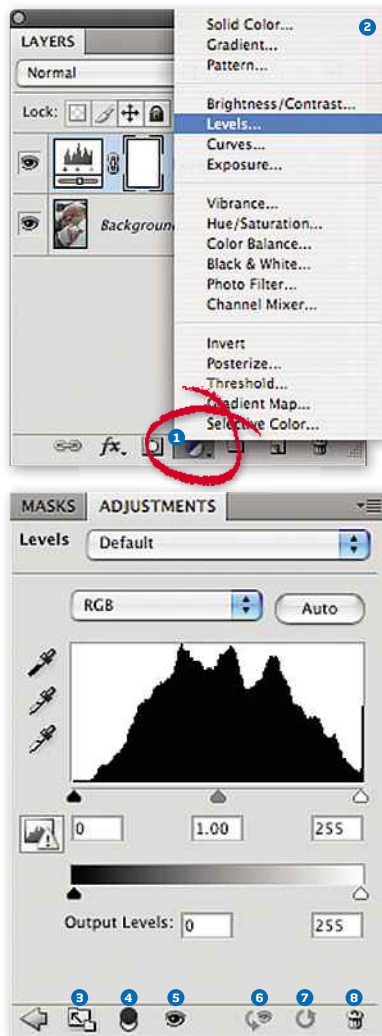 Solid Color...
2
LAYERS
Gradient...
Pattern...
Normal
Brightness/Contrast...
Lock:
Levels...
Curves...
Exposure...
Vibrance...
Background
Hue/Saturation...
Color Balance...
Black & White...
Photo Filter...
Channel Mixer...
Invert
Posterize...
Threshold...
Gradient Map...
Selective Color...
1
fx.
MASKS ADJUSTMENTS
Levels Default
RGB Auto
0 1.00 255
Output Levels: 0 255
3 4 5 6 7 8